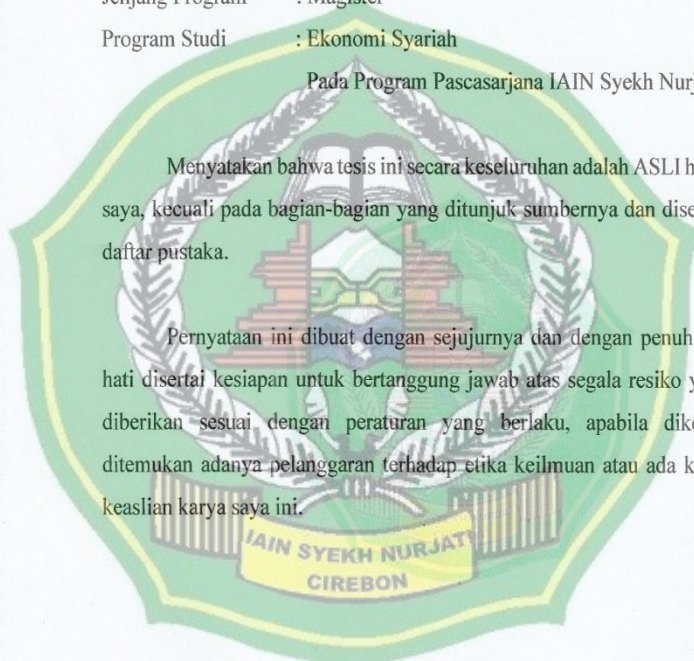 Jenjang Program : Magister
Program Studi : Ekonomi Syariah
Pada Program Pascasarjana IAIN Syekh
Menyatakan bahwa tesis ini secara keseluruhan adalah ASLI
saya, kecuali pada bagian-bagian yang ditunjuk sumbernya dan
daftar pustaka.
Pernyataan ini dibuat dengan sejujurnya dan dengan penuh
hati disertai kesiapan untuk bertanggung jawab atas segala resiko
diberikan sesuai dengan peraturan yang berlaku, apabila
ditemukan adanya pelanggaran terhadap etika keilmuan atau ada
keaslian karya saya ini.
IAIN SYEKH NURJATI
CIREBON